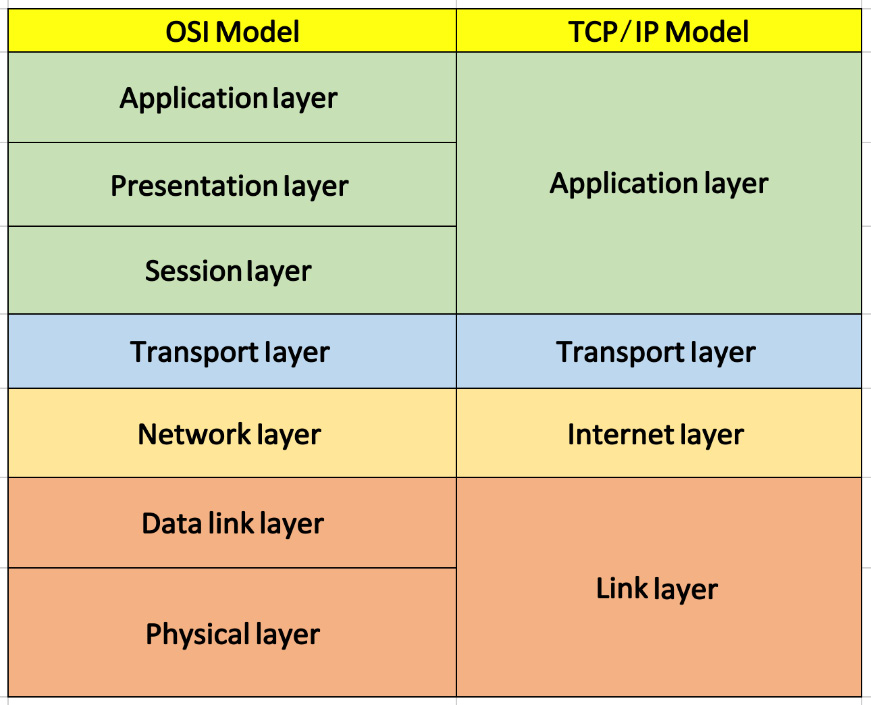 OSI Model
TCP/IP Model
Application layer
Presentation layer
Session layer
Application layer
Transport layer
Transport layer
Network layer
Internet layer
Data link layer
Physical layer
Link layer